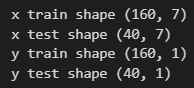 x train shape (160, 7)
x test shape (40, 7)
y train shape (160, 1)
y test shape (40, 1)